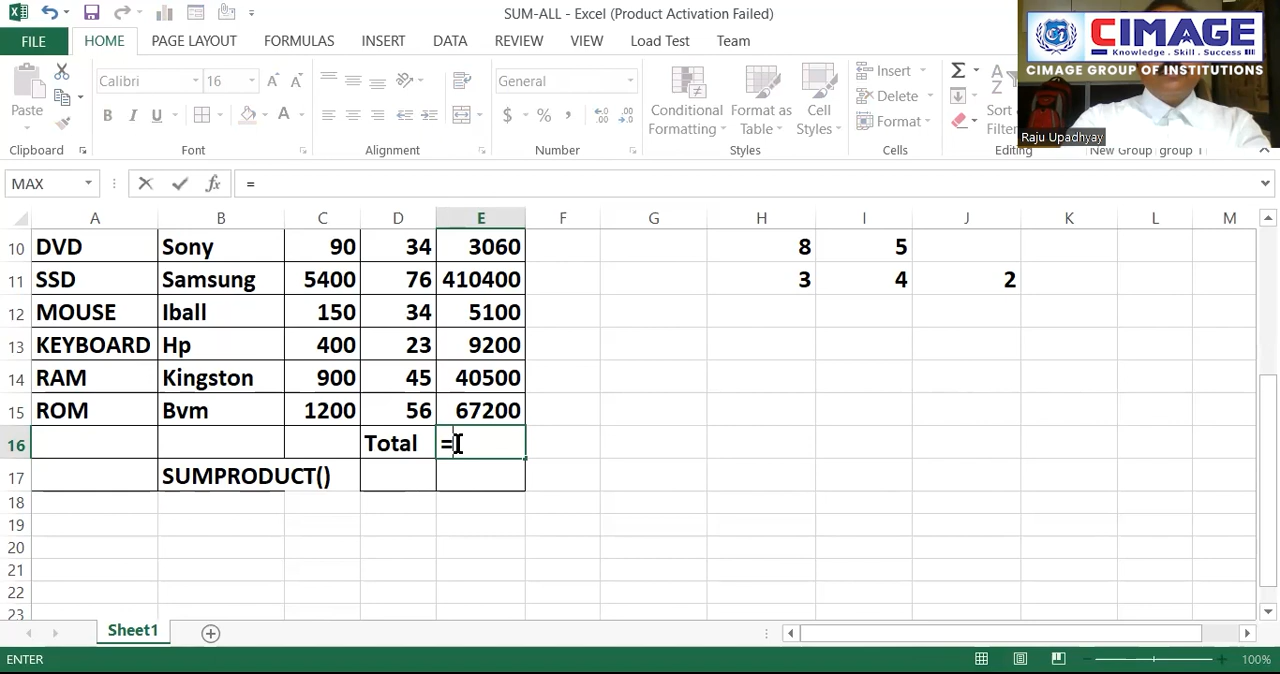 SUM-ALL - Excel (Product Activation Failed)
FILE HOME PAGE LAYOUT FORMULAS INSERT DATA REVIEW VIEW Load Test Team
CIMAGE
Knowledge . Skill . Success
CIMAGE GROUP OF INSTITUTIONS
Raju Upadhyay
Paste
Calibri 16
B I U
General
$ %
Conditional Formatting
Format as Table
Cell Styles
Insert
Delete
Format
Sort
Filter
Clipboard Font Alignment Number Styles Cells Editing New Group group 1
MAX fx =
A B C D E F G H I J K L M
10 DVD Sony 90 34 3060 8 5
11 SSD Samsung 5400 76 410400 3 4 2
12 MOUSE Iball 150 34 5100
13 KEYBOARD Hp 400 23 9200
14 RAM Kingston 900 45 40500
15 ROM Bvm 1200 56 67200
16 Total =
17 SUMPRODUCT()
18
19
20
21
22
23
Sheet1
ENTER 100%